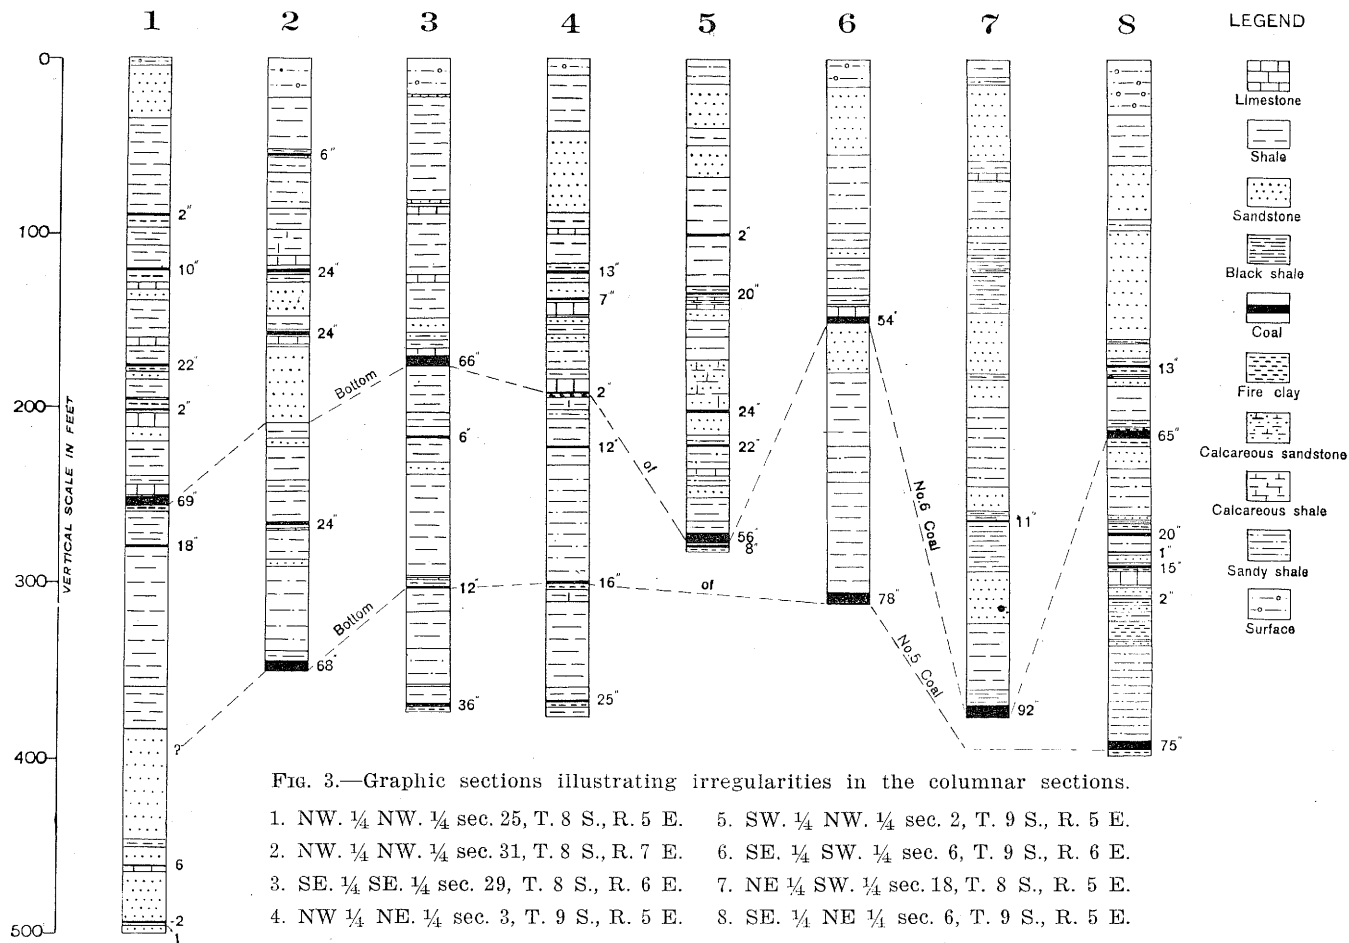 1 2 3 4 5 6 7 8 LEGEND
0
100
200
300
400
500
VERTICAL SCALE IN FEET
2"
10"
22"
2"
69"
18"
?
6
2
1
6"
24"
24"
24"
68"
66"
6"
12"
36"
13"
7"
2"
12"
16"
25"
2"
20"
24"
22"
56"
8"
54"
78"
11"
92"
13"
65"
20"
1"
15"
2"
75"
Bottom of No.6 Coal
Bottom of No.5 Coal
Limestone
Shale
Sandstone
Black shale
Coal
Fire clay
Calcareous sandstone
Calcareous shale
Sandy shale
Surface
FIG. 3.—Graphic sections illustrating irregularities in the columnar sections.
1. NW. ¼ NW. ¼ sec. 25, T. 8 S., R. 5 E.
2. NW. ¼ NW. ¼ sec. 31, T. 8 S., R. 7 E.
3. SE. ¼ SE. ¼ sec. 29, T. 8 S., R. 6 E.
4. NW ¼ NE. ¼ sec. 3, T. 9 S., R. 5 E.
5. SW. ¼ NW. ¼ sec. 2, T. 9 S., R. 5 E.
6. SE. ¼ SW. ¼ sec. 6, T. 9 S., R. 6 E.
7. NE ¼ SW. ¼ sec. 18, T. 8 S., R. 5 E.
8. SE. ¼ NE ¼ sec. 6, T. 9 S., R. 5 E.